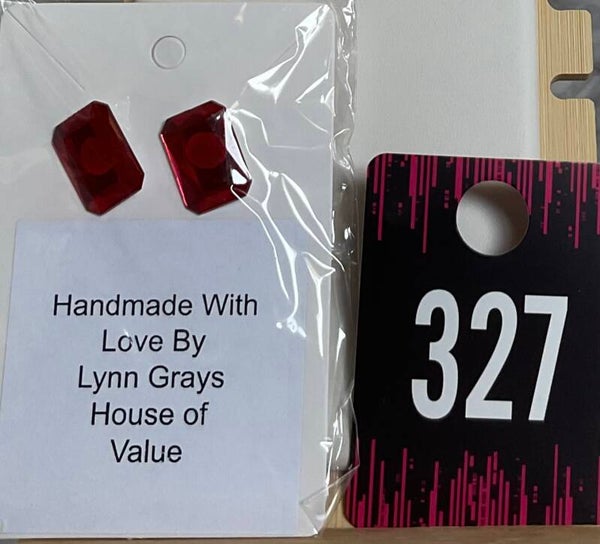 Handmade With
Love By
Lynn Grays
House of
Value
327